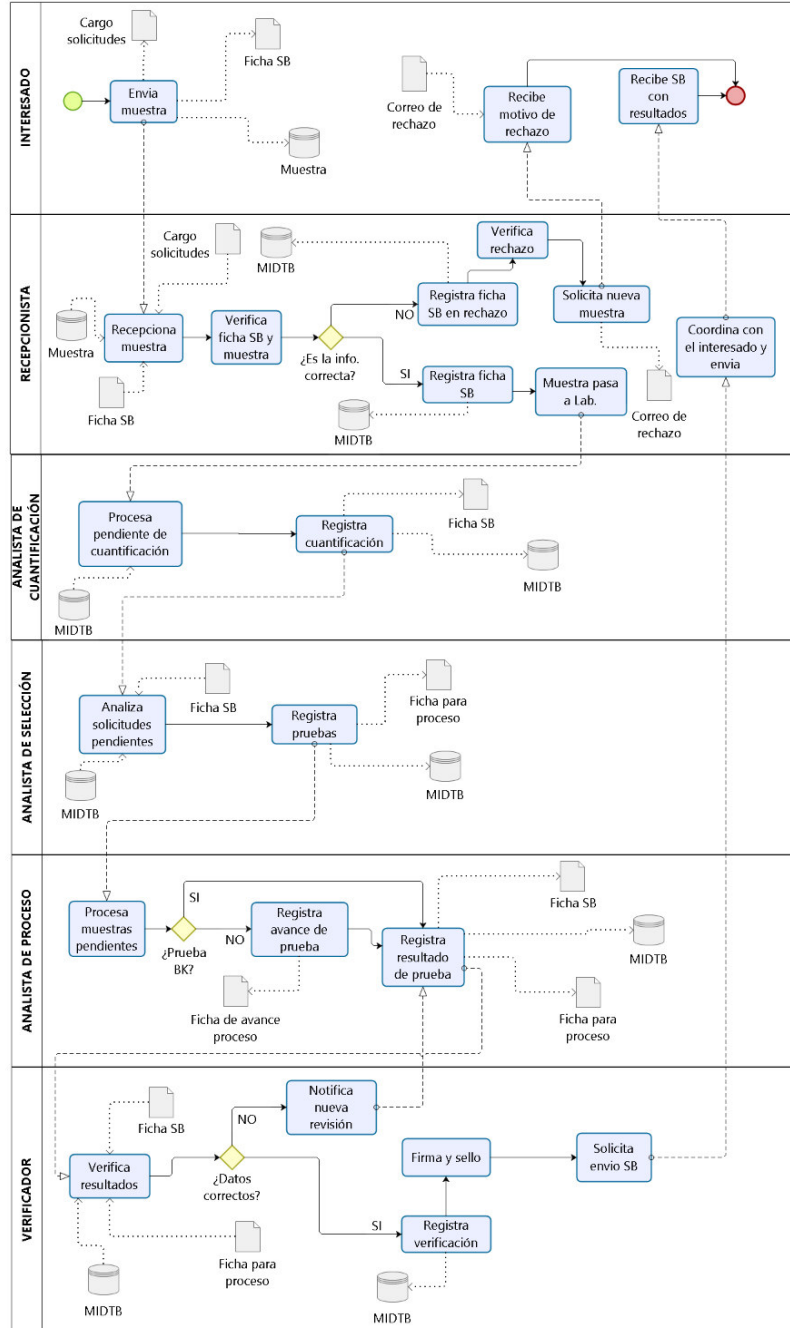 INTERESADO
Cargo
solicitudes
Ficha SB
Envia
muestra
Muestra
Correo de
rechazo
Recibe
motivo de
rechazo
Recibe SB
con
resultados
RECEPCIONISTA
Cargo
solicitudes
MIDTB
Muestra
Recepciona
muestra
Ficha SB
Verifica
ficha SB y
muestra
¿Es la info.
correcta?
NO
Registra ficha
SB en rechazo
Verifica
rechazo
Solicita nueva
muestra
Correo de
rechazo
SI
Registra ficha
SB
MIDTB
Muestra pasa
a Lab.
Coordina con
el interesado y
envia
ANALISTA DE
CUANTIFICACIÓN
Procesa
pendiente de
cuantificación
MIDTB
Registra
cuantificación
Ficha SB
MIDTB
ANALISTA DE SELECCIÓN
Ficha SB
Analiza
solicitudes
pendientes
MIDTB
Registra
pruebas
Ficha para
proceso
MIDTB
ANALISTA DE PROCESO
Procesa
muestras
pendientes
¿Prueba
BK?
SI
NO
Registra
avance de
prueba
Ficha de avance
proceso
Registra
resultado
de prueba
Ficha SB
MIDTB
Ficha para
proceso
VERIFICADOR
Ficha SB
Verifica
resultados
MIDTB
Ficha para
proceso
¿Datos
correctos?
NO
Notifica
nueva
revisión
SI
Registra
verificación
MIDTB
Firma y sello
Solicita
envio SB